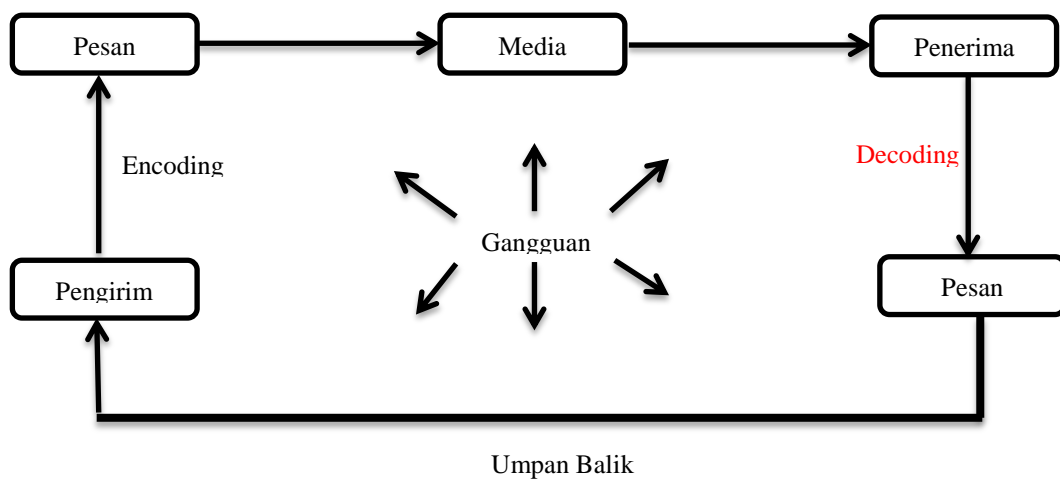 Pesan
Media
Penerima
Encoding
Decoding
Gangguan
Pengirim
Pesan
Umpan Balik